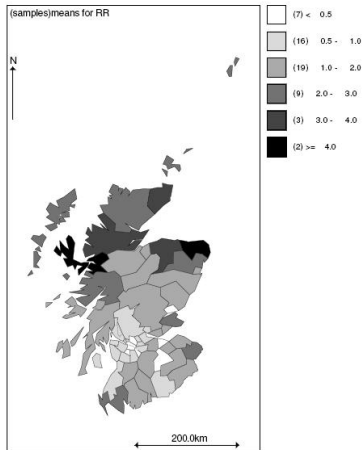 (samples)means for RR
N
200.0km
(7) < 0.5
(16) 0.5 - 1.0
(19) 1.0 - 2.0
(9) 2.0 - 3.0
(3) 3.0 - 4.0
(2) >= 4.0